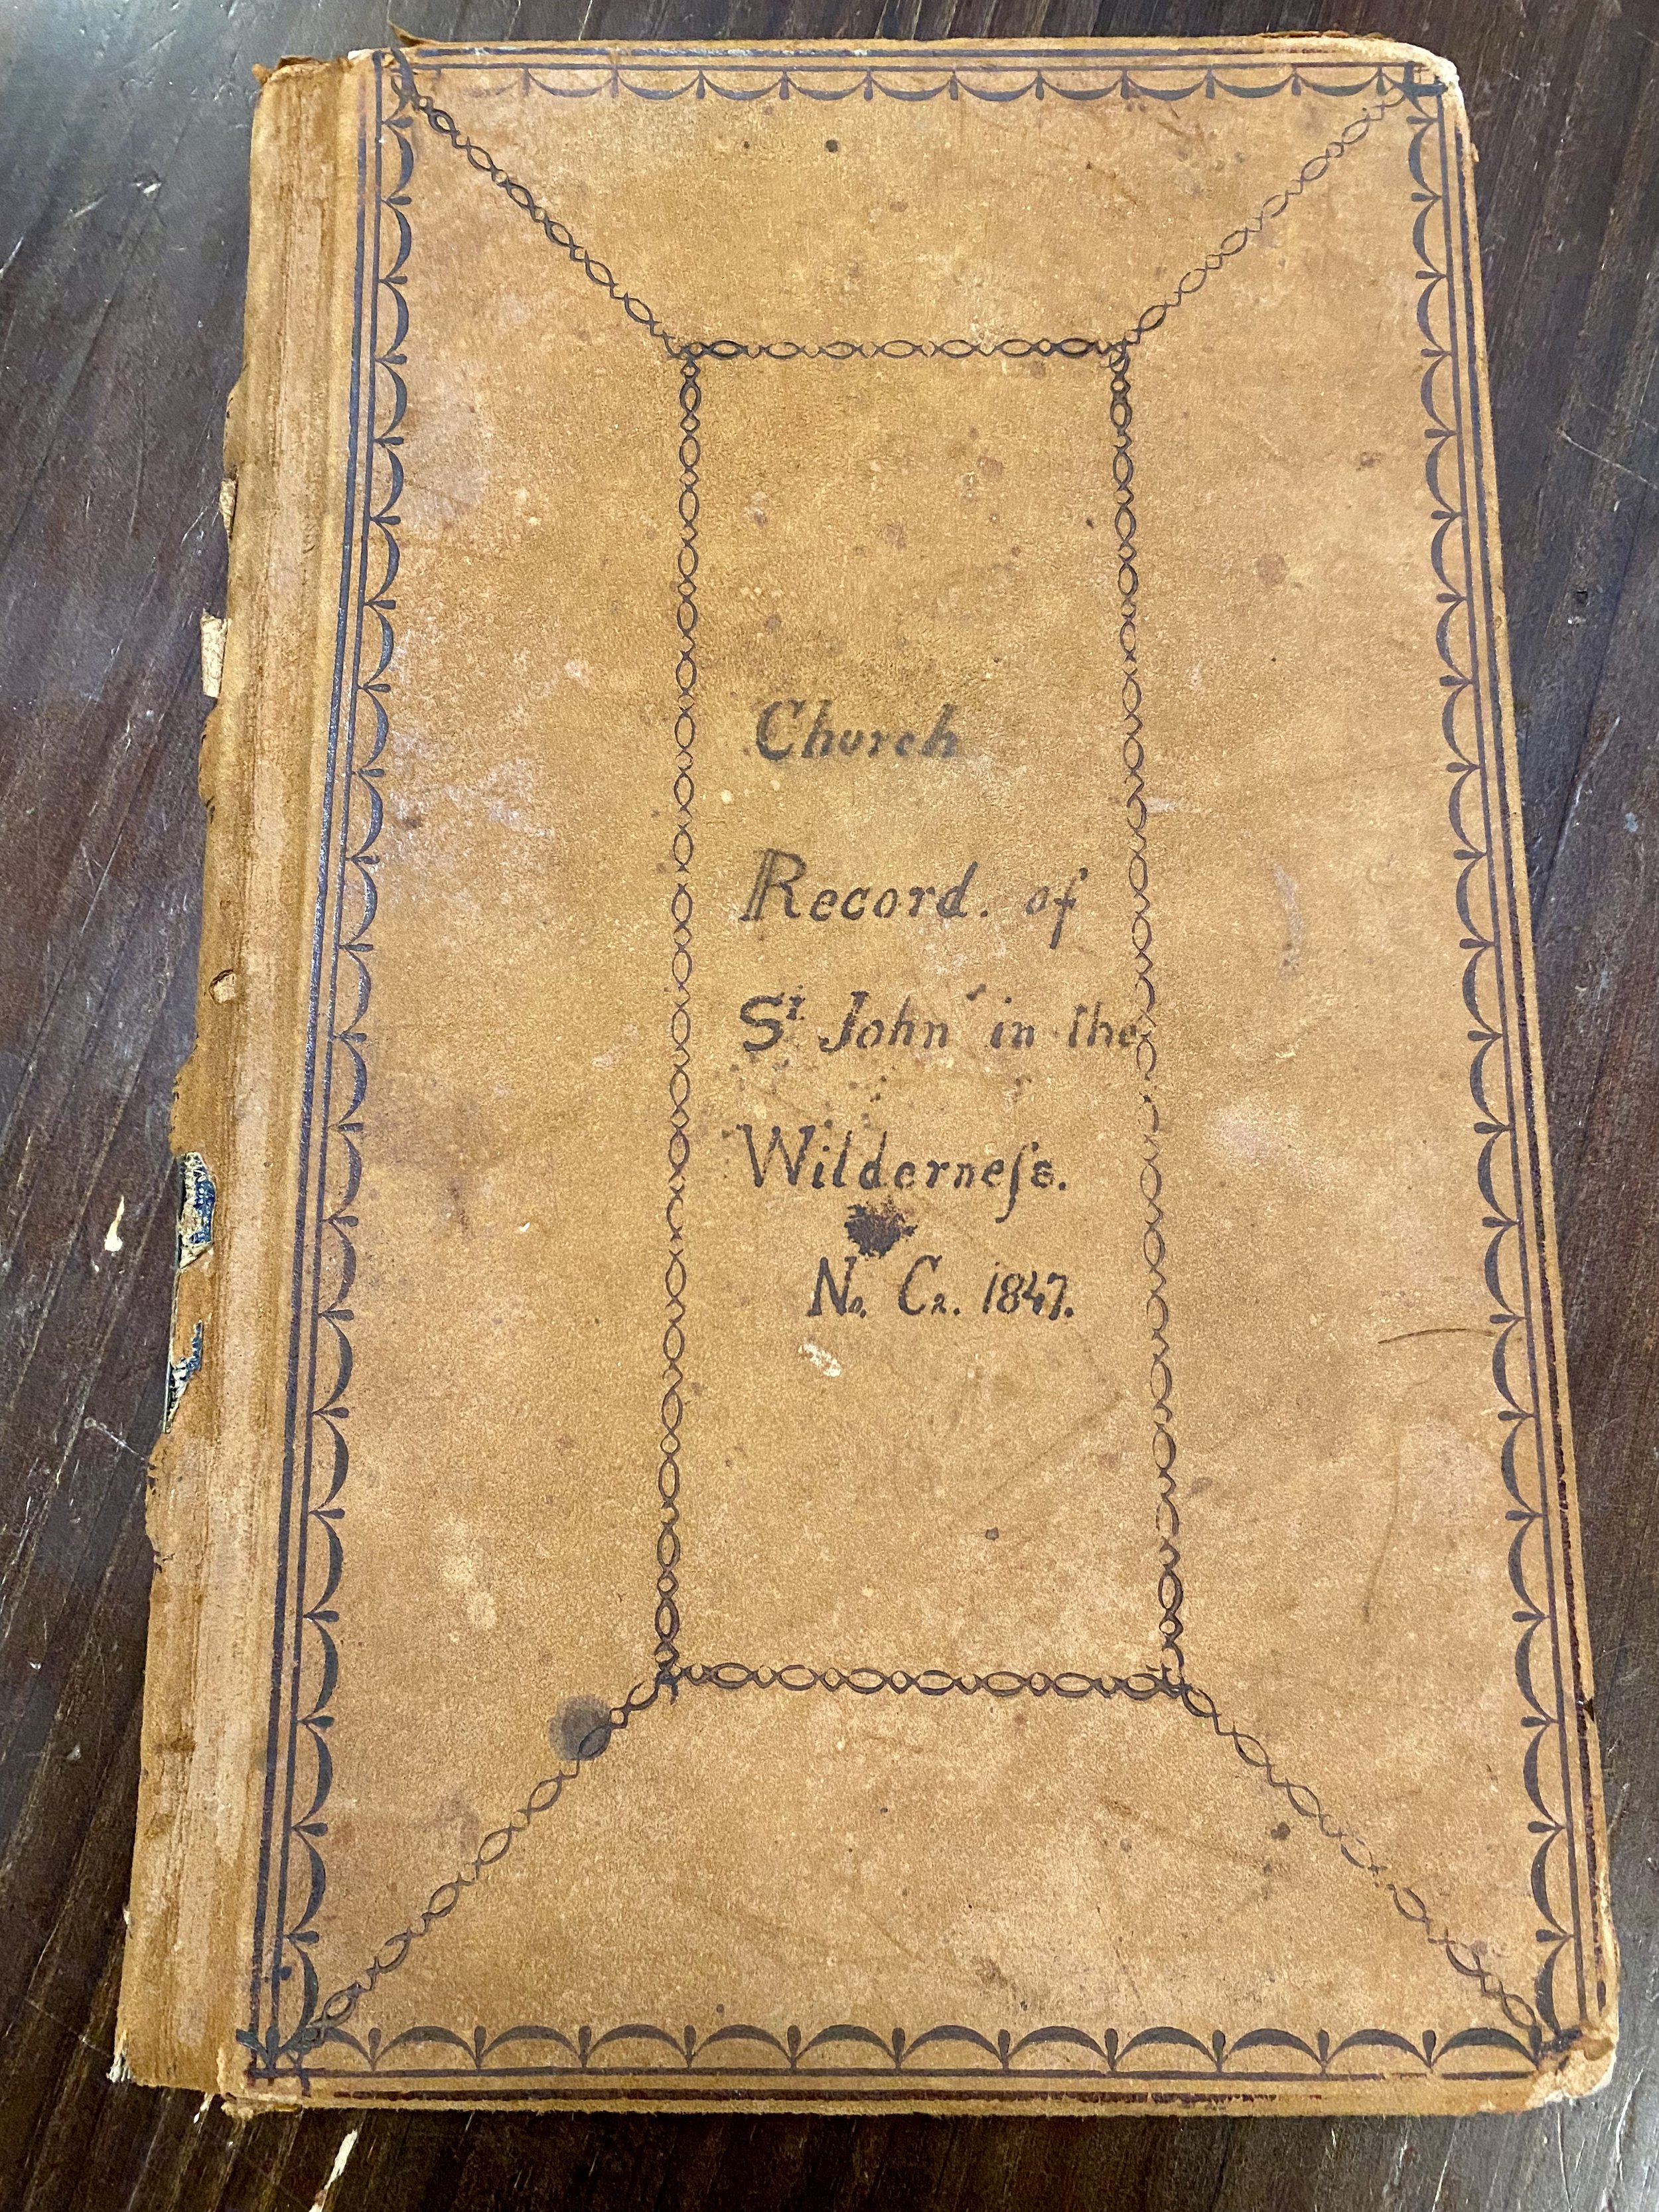 Church
Record. of
St John in the
Wilderneſs.
No. Ca. 1847.